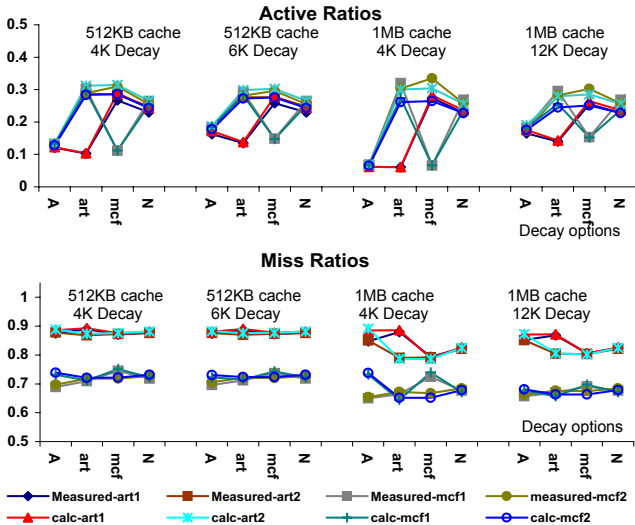 Active Ratios
512KB cache 512KB cache 1MB cache 1MB cache
4K Decay 6K Decay 4K Decay 12K Decay
0.5
0.4
0.3
0.2
0.1
0
A art mcf N A art mcf N A art mcf N A art mcf N
Decay options
Miss Ratios
512KB cache 512KB cache 1MB cache 1MB cache
4K Decay 6K Decay 4K Decay 12K Decay
1
0.9
0.8
0.7
0.6
0.5
Decay options
A art mcf N A art mcf N A art mcf N A art mcf N
Measured-art1 Measured-art2 Measured-mcf1 measured-mcf2
calc-art1 calc-art2 calc-mcf1 calc-mcf2